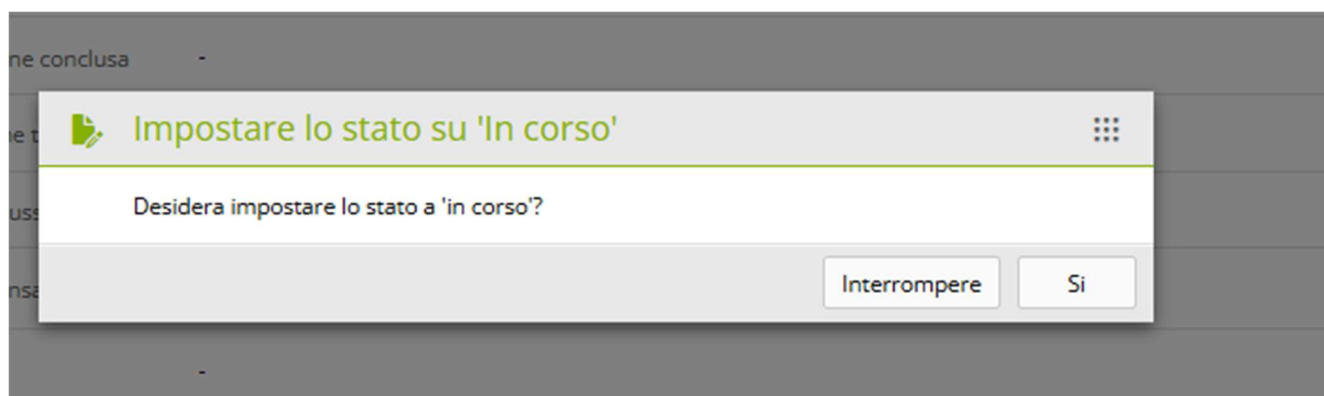 ne conclusa -
Impostare lo stato su 'In corso'
Desidera impostare lo stato a 'in corso'?
Interrompere Si
-